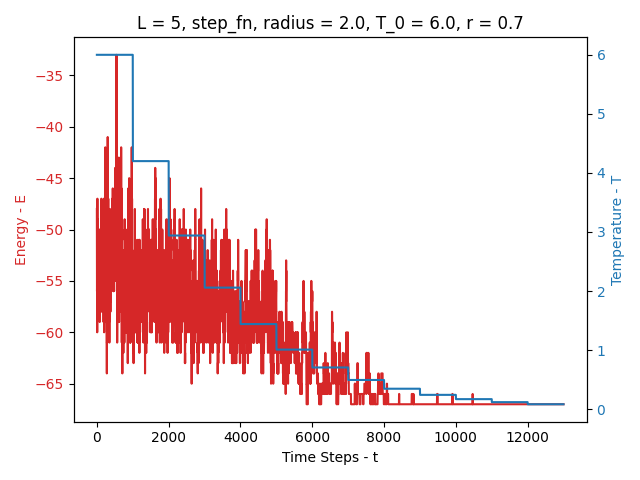 L = 5, step_fn, radius = 2.0, T_0 = 6.0, r = 0.7
Energy - E
−35
−40
−45
−50
−55
−60
−65
Temperature - T
6
5
4
3
2
1
0
0 2000 4000 6000 8000 10000 12000
Time Steps - t